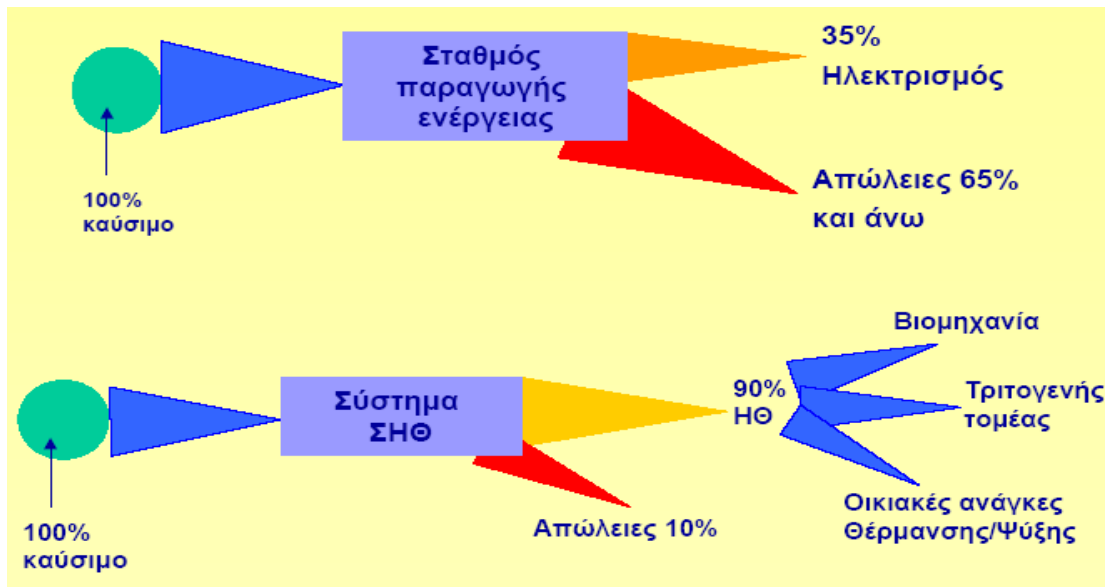 Σταθμός
παραγωγής
ενέργειας
35%
Ηλεκτρισμός
100%
καύσιμο
Απώλειες 65%
και άνω
Βιομηχανία
Σύστημα
ΣΗΘ
90%
ΗΘ
Τριτογενής
τομέας
Απώλειες 10%
Οικιακές ανάγκες
Θέρμανσης/Ψύξης
100%
καύσιμο